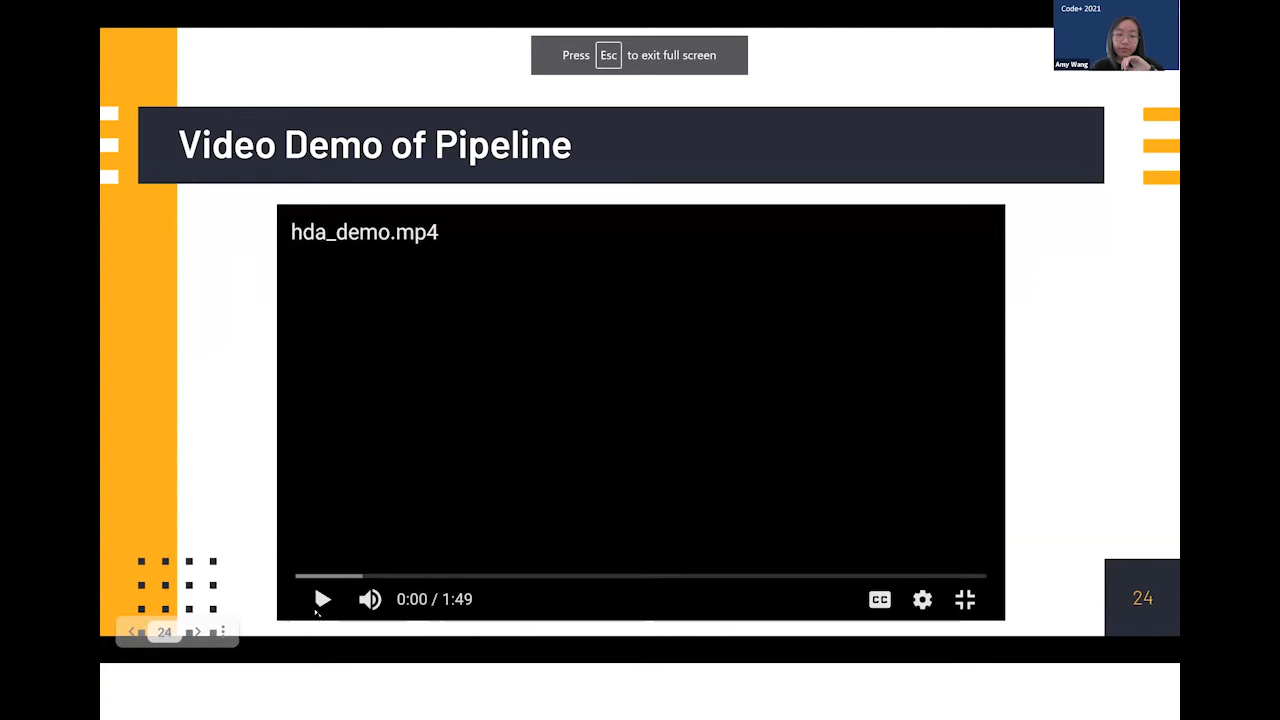 Code+ 2021
Press Esc to exit full screen
Amy Wang
Video Demo of Pipeline
hda_demo.mp4
0:00 / 1:49
CC
24
24